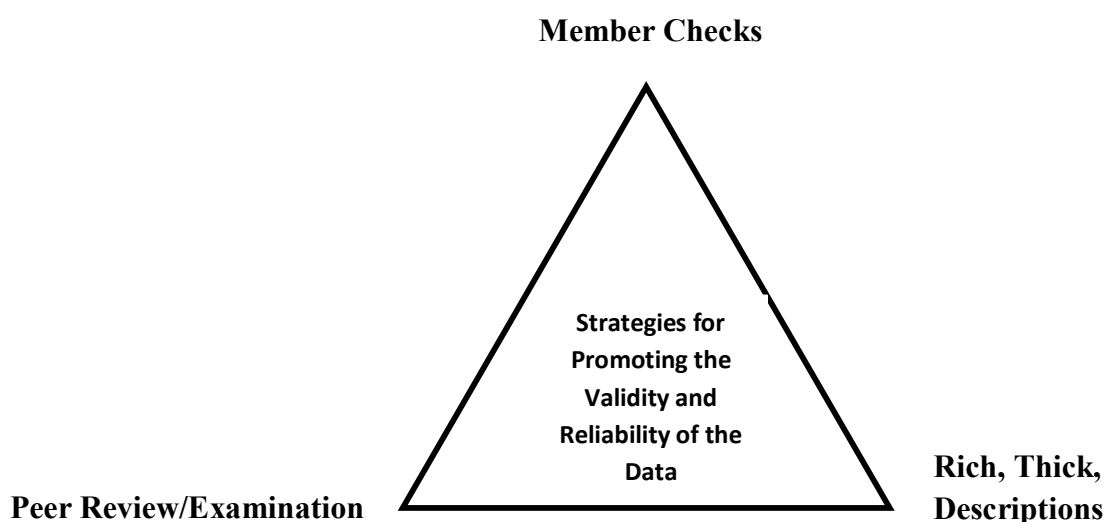 Member Checks
Strategies for
Promoting the
Validity and
Reliability of the
Data
Rich, Thick,
Peer Review/Examination
Descriptions